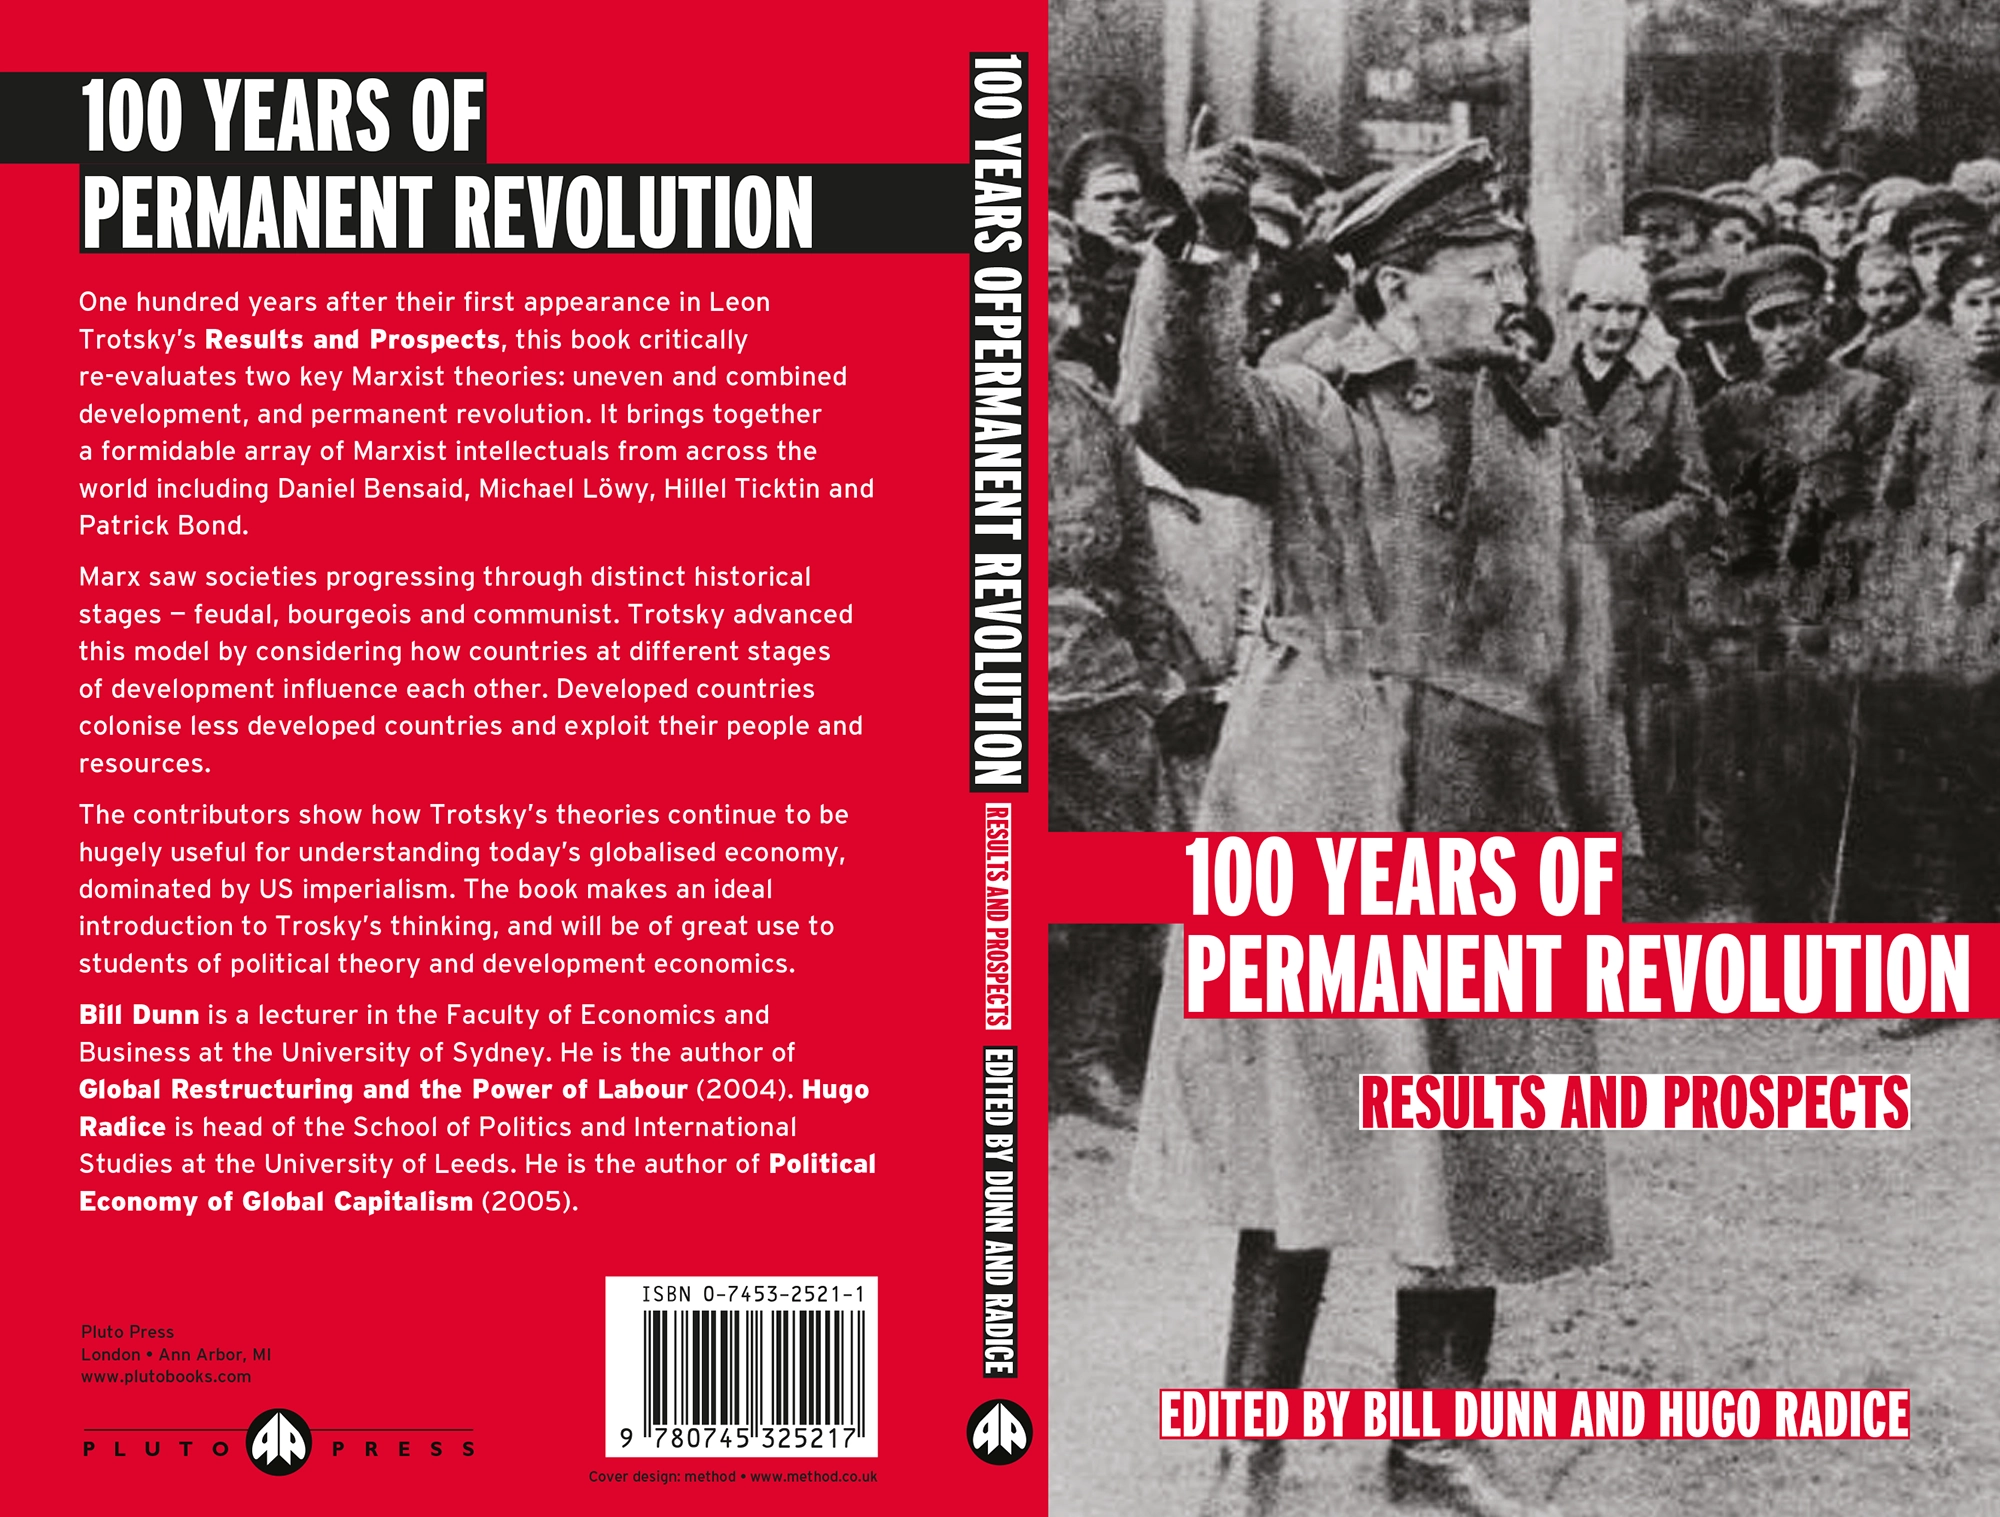 100 YEARS OF
PERMANENT REVOLUTION
One hundred years after their first appearance in Leon
Trotsky’s Results and Prospects, this book critically
re-evaluates two key Marxist theories: uneven and combined
development, and permanent revolution. It brings together
a formidable array of Marxist intellectuals from across the
world including Daniel Bensaid, Michael Löwy, Hillel Ticktin and
Patrick Bond.
Marx saw societies progressing through distinct historical
stages – feudal, bourgeois and communist. Trotsky advanced
this model by considering how countries at different stages
of development influence each other. Developed countries
colonise less developed countries and exploit their people and
resources.
The contributors show how Trotsky’s theories continue to be
hugely useful for understanding today’s globalised economy,
dominated by US imperialism. The book makes an ideal
introduction to Trosky’s thinking, and will be of great use to
students of political theory and development economics.
Bill Dunn is a lecturer in the Faculty of Economics and
Business at the University of Sydney. He is the author of
Global Restructuring and the Power of Labour (2004). Hugo
Radice is head of the School of Politics and International
Studies at the University of Leeds. He is the author of Political
Economy of Global Capitalism (2005).
Pluto Press
London • Ann Arbor, MI
www.plutobooks.com
PLUTO PRESS
ISBN 0-7453-2521-1
9 780745 325217
Cover design: method • www.method.co.uk
100 YEARS OF PERMANENT REVOLUTION
RESULTS AND PROSPECTS
EDITED BY DUNN AND RADICE
100 YEARS OF
PERMANENT REVOLUTION
RESULTS AND PROSPECTS
EDITED BY BILL DUNN AND HUGO RADICE